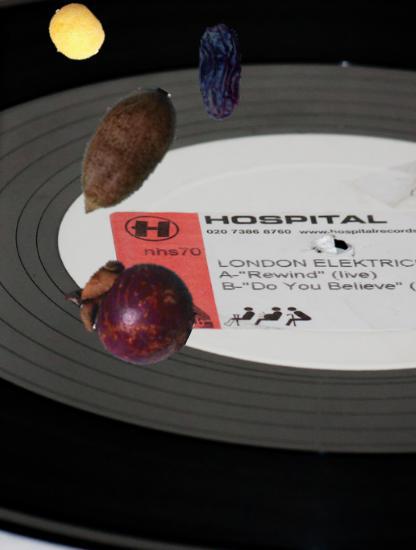 H
HOSPITAL
020 7386 8760 www.hospitalrecords
nhs70
LONDON ELEKTRIC
A-"Rewind" (live)
B-"Do You Believe" (